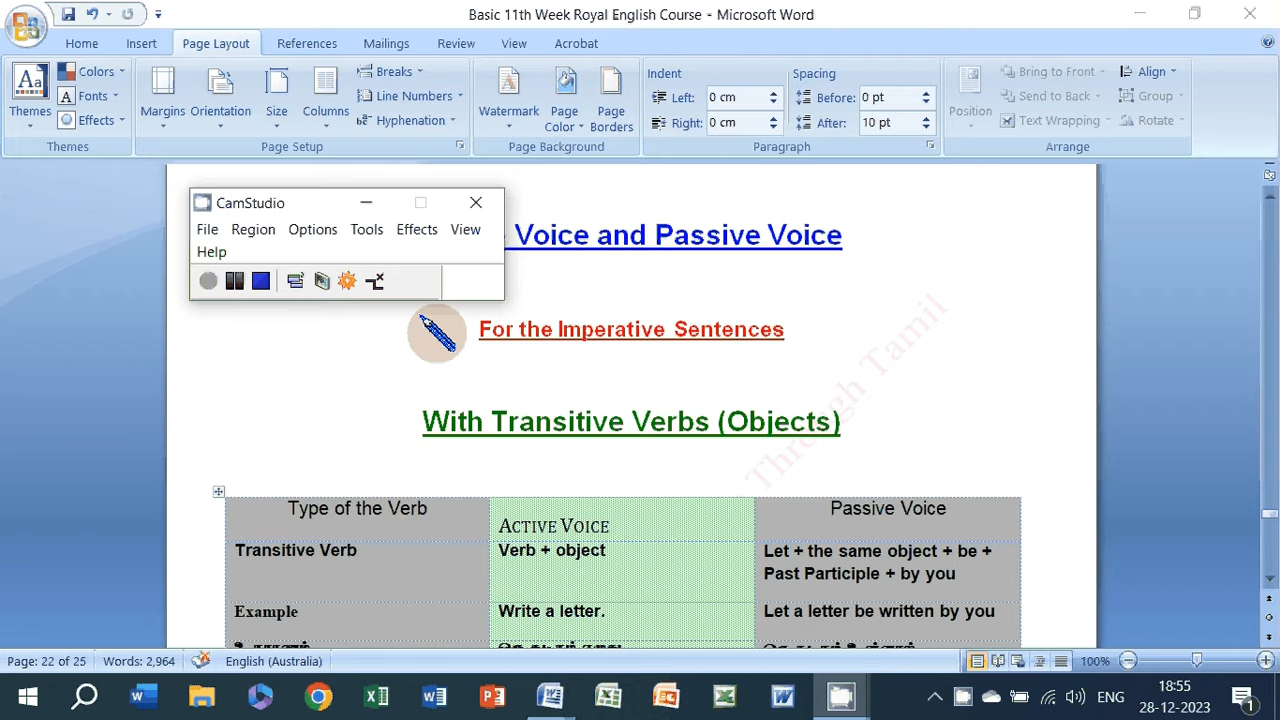 Basic 11th Week Royal English Course - Microsoft Word
Home Insert Page Layout References Mailings Review View Acrobat
Themes
Colors
Fonts
Effects
Themes
Margins
Orientation
Size
Columns
Breaks
Line Numbers
Hyphenation
Page Setup
Watermark
Page Color
Page Borders
Page Background
Indent
Left: 0 cm
Right: 0 cm
Spacing
Before: 0 pt
After: 10 pt
Paragraph
Position
Bring to Front
Send to Back
Text Wrapping
Align
Group
Rotate
Arrange
CamStudio
File Region Options Tools Effects View
Help
Voice and Passive Voice
For the Imperative Sentences
With Transitive Verbs (Objects)
Through Tamil
Type of the Verb
ACTIVE VOICE
Passive Voice
Transitive Verb
Verb + object
Let + the same object + be +
Past Participle + by you
Example
Write a letter.
Let a letter be written by you
Page: 22 of 25 Words: 2,964 English (Australia) 100%
ENG
18:55
28-12-2023
1